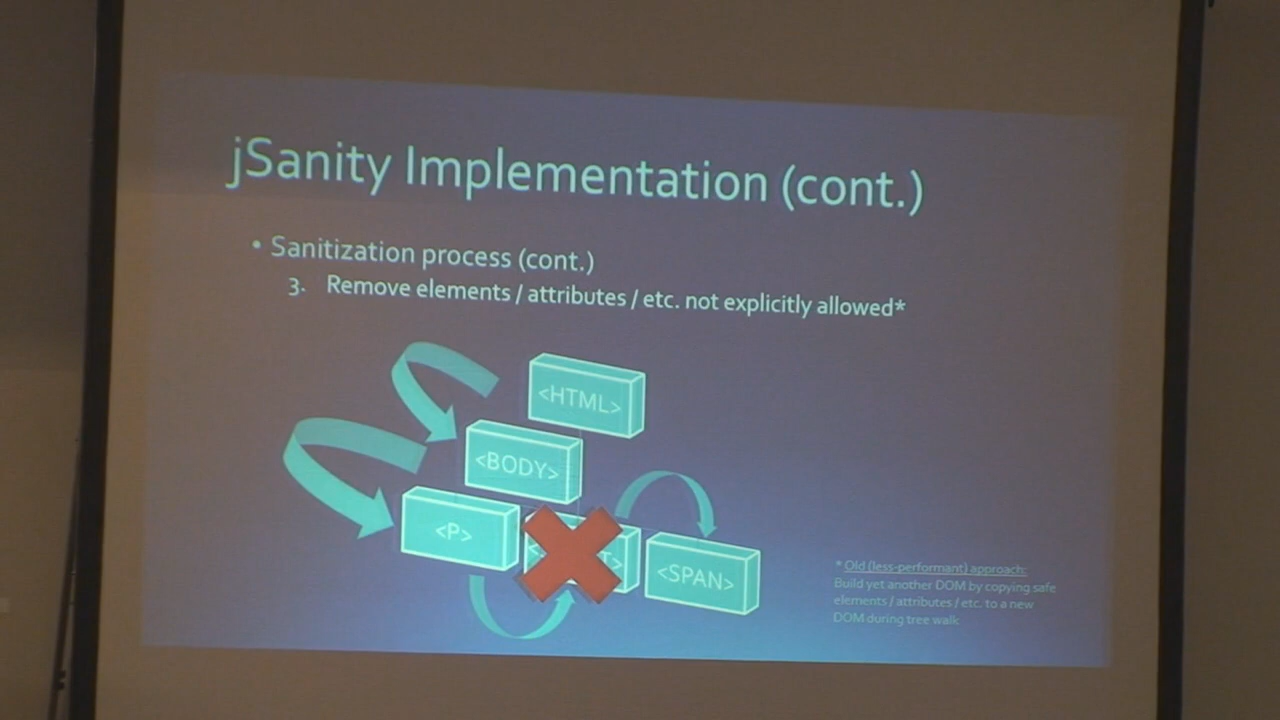 jSanity Implementation (cont.)
• Sanitization process (cont.)
3. Remove elements / attributes / etc. not explicitly allowed*
<HTML>
<BODY>
<P>
<SPAN>
* Old (less-performant) approach:
Build yet another DOM by copying safe
elements / attributes / etc. to a new
DOM during tree walk